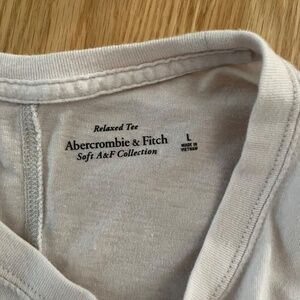 Relaxed Tee
Abercrombie & Fitch
Soft A&F Collection
L
MADE IN
VIETNAM